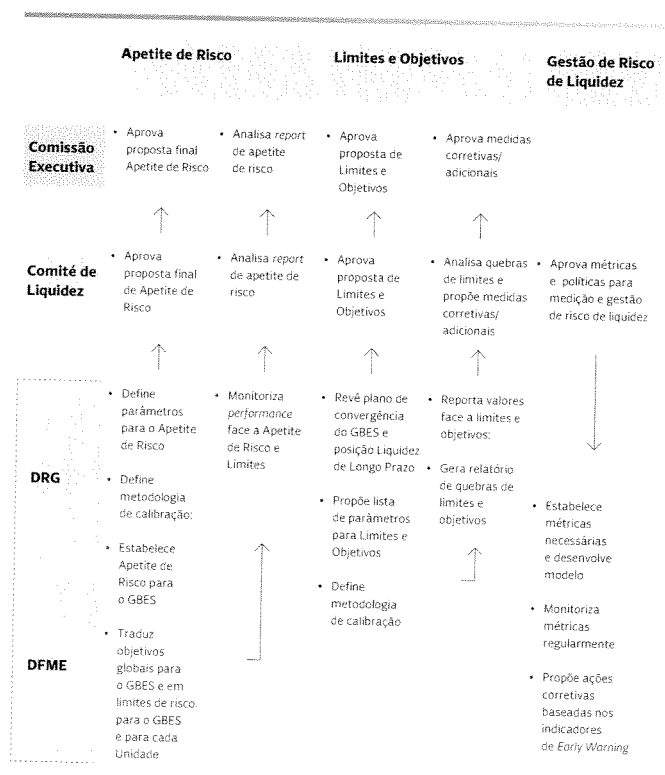 Apetite de Risco
Limites e Objetivos
Gestão de Risco
de Liquidez
Comissão
Executiva
• Aprova
proposta final
Apetite de Risco
• Analisa report
de apetite
de risco
• Aprova
proposta de
Limites e
Objetivos
• Aprova medidas
corretivas/
adicionais
Comité de
Liquidez
• Aprova
proposta final
de Apetite de
Risco
• Analisa report
de apetite de
risco
• Aprova
proposta de
Limites e
Objetivos
• Analisa quebras
de limites e
propõe medidas
corretivas/
adicionais
• Aprova métricas
e políticas para
medição e gestão
de risco de liquidez
DRG
DFME
• Define
parâmetros
para o Apetite
de Risco
• Define
metodologia
de calibração:
• Estabelece
Apetite de
Risco para
o GBES
• Traduz
objetivos
globais para
o GBES e em
limites de risco.
para o GBES
e para cada
Unidade
• Monitoriza
performance
face a Apetite
de Risco e
Limites
• Revê plano de
convergência
do GBES e
posição Liquidez
de Longo Prazo
• Propõe lista
de parâmetros
para Limites e
Objetivos
• Define
metodologia
de calibração
• Reporta valores
face a limites e
objetivos:
• Gera relatório
de quebras de
limites e
objetivos
• Estabelece
métricas
necessárias
e desenvolve
modelo
• Monitoriza
métricas
regularmente
• Propõe ações
corretivas
baseadas nos
indicadores
de Early Warning